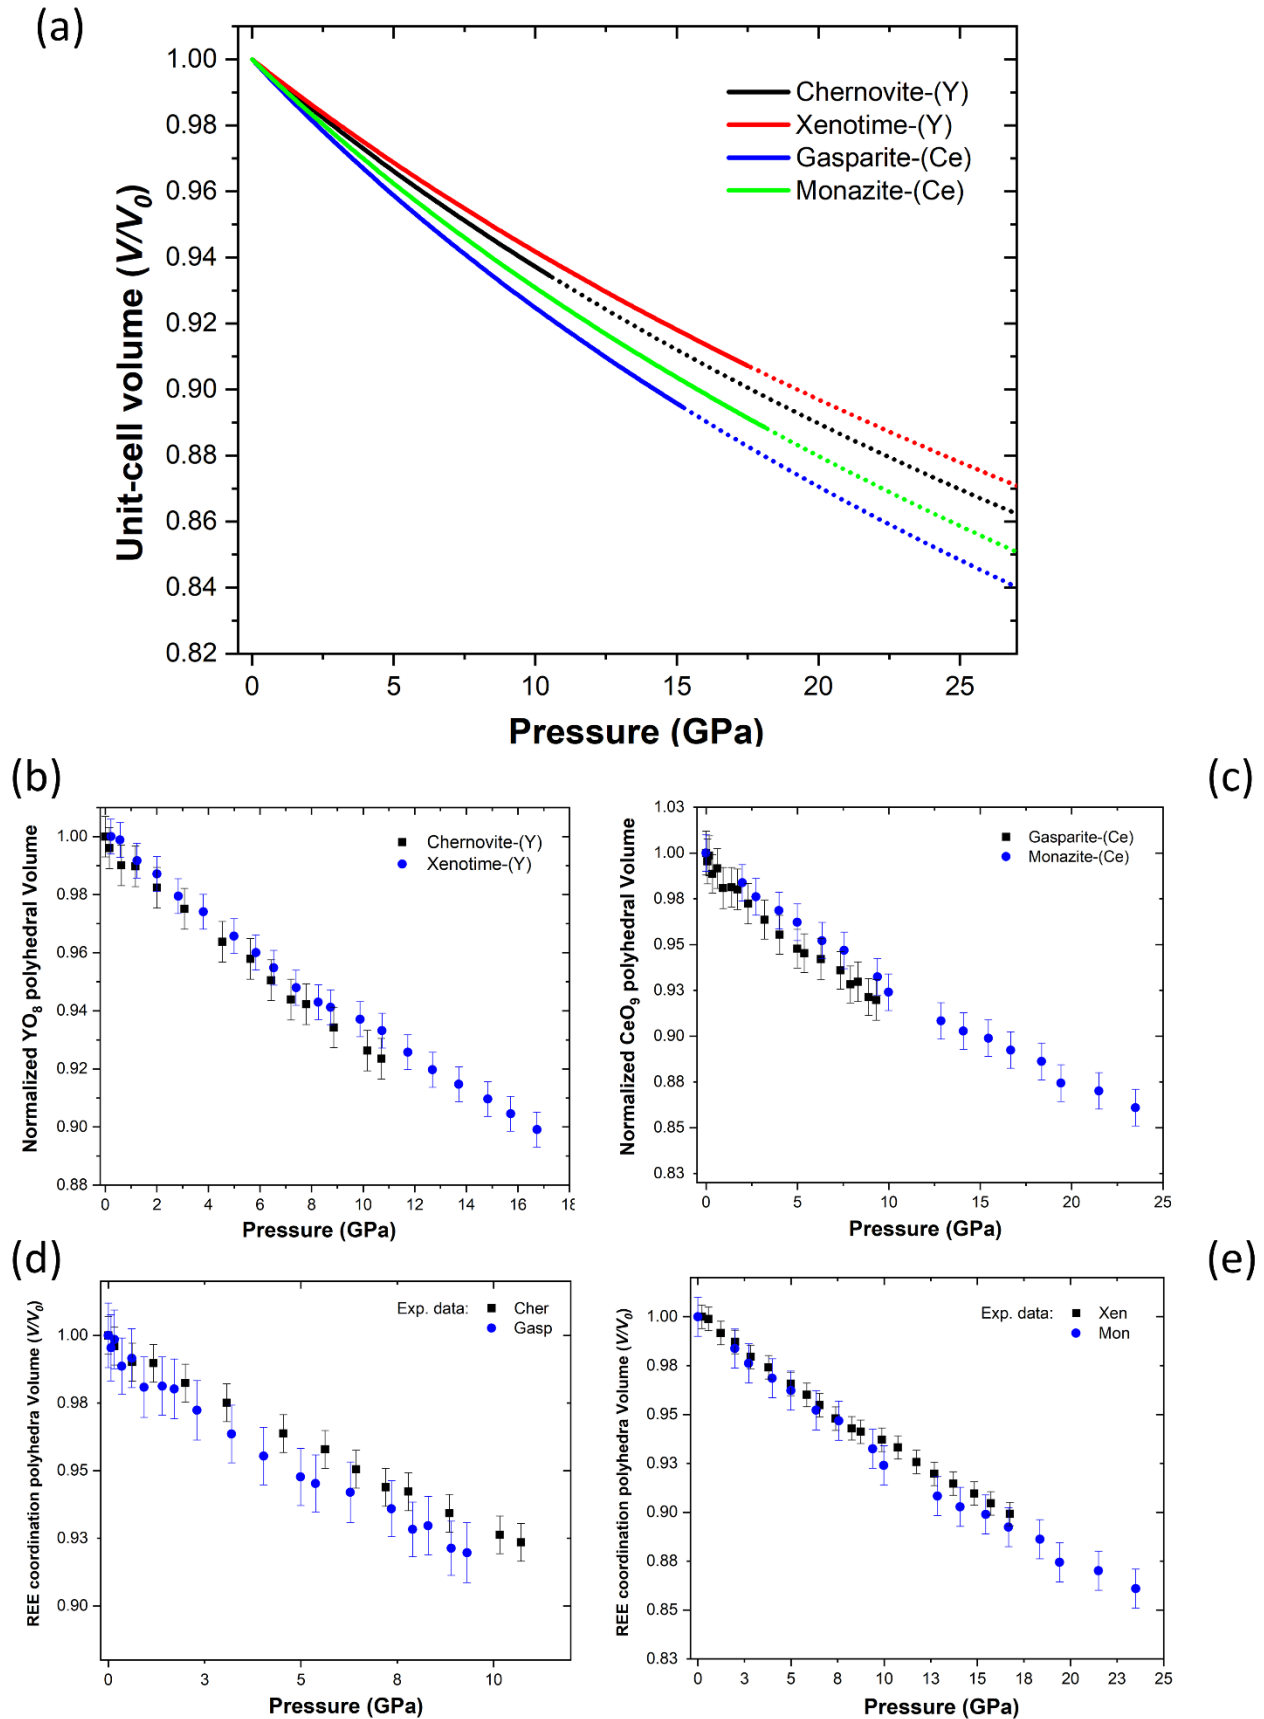 (a)
Unit-cell volume (V/V0)
1.00
0.98
0.96
0.94
0.92
0.90
0.88
0.86
0.84
0.82
Chernovite-(Y)
Xenotime-(Y)
Gasparite-(Ce)
Monazite-(Ce)
0 5 10 15 20 25
Pressure (GPa)
(b)
Normalized YO8 polyhedral Volume
1.00
0.98
0.96
0.94
0.92
0.90
0.88
Chernovite-(Y)
Xenotime-(Y)
0 2 4 6 8 10 12 14 16 18
Pressure (GPa)
(c)
Normalized CeO9 polyhedral Volume
1.03
1.00
0.98
0.95
0.93
0.90
0.88
0.85
0.83
Gasparite-(Ce)
Monazite-(Ce)
0 5 10 15 20 25
Pressure (GPa)
(d)
REE coordination polyhedra Volume (V/V0)
1.00
0.98
0.95
0.93
0.90
Exp. data: Cher
Gasp
0 3 5 8 10
Pressure (GPa)
(e)
REE coordination polyhedra Volume (V/V0)
1.00
0.98
0.95
0.93
0.90
0.88
0.85
0.83
Exp. data: Xen
Mon
0 3 5 8 10 13 15 18 20 23 25
Pressure (GPa)